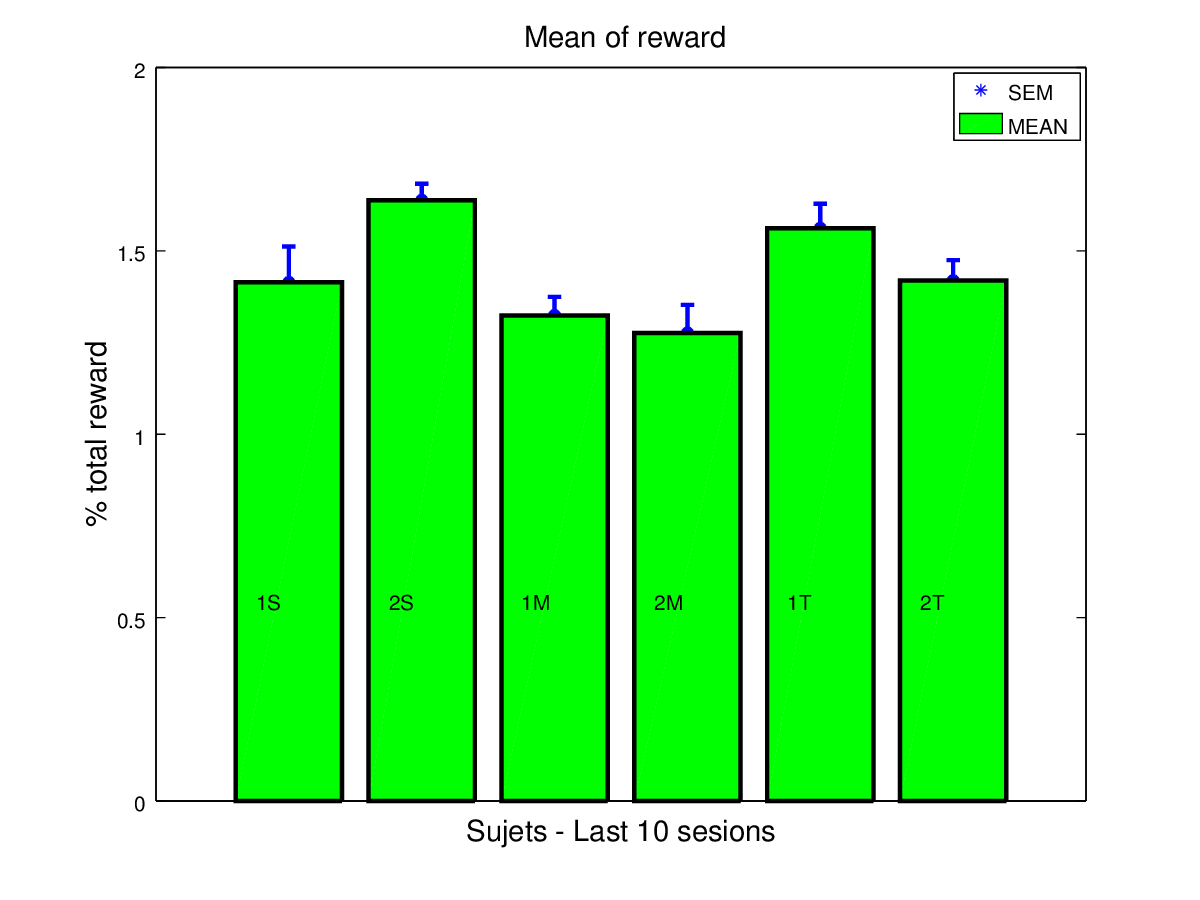 Mean of reward
SEM
MEAN
2
1.5
1
0.5
0
% total reward
1S
2S
1M
2M
1T
2T
Sujets - Last 10 sesions